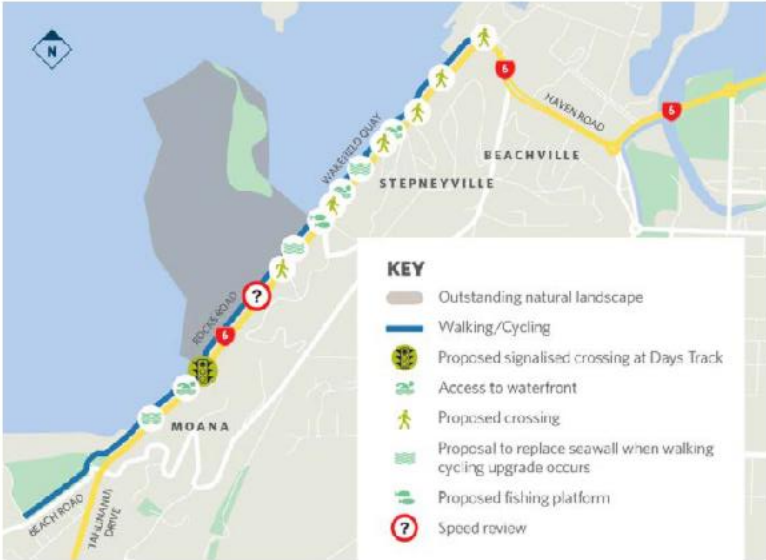 N
6
HAVEN ROAD
6
WAKEFIELD QUAY
BEACHVILLE
STEPNEYVILLE
ROCKS ROAD
?
6
MOANA
BEACH ROAD
TAHUNANUI
DRIVE
KEY
Outstanding natural landscape
Walking/Cycling
Proposed signalised crossing at Days Track
Access to waterfront
Proposed crossing
Proposal to replace seawall when walking
cycling upgrade occurs
Proposed fishing platform
? Speed review